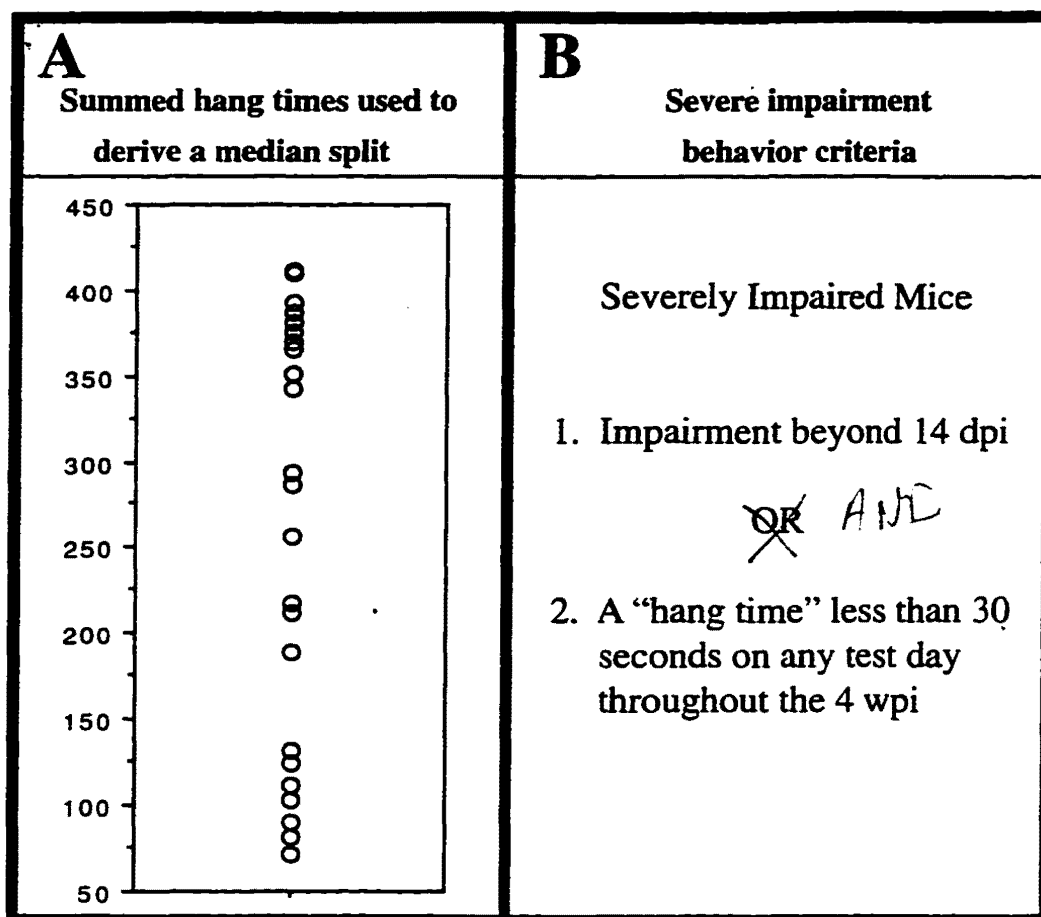 A
Summed hang times used to
derive a median split
450
400
350
300
250
200
150
100
50
B
Severe impairment
behavior criteria
Severely Impaired Mice
1. Impairment beyond 14 dpi
OR AND
2. A “hang time” less than 30
seconds on any test day
throughout the 4 wpi